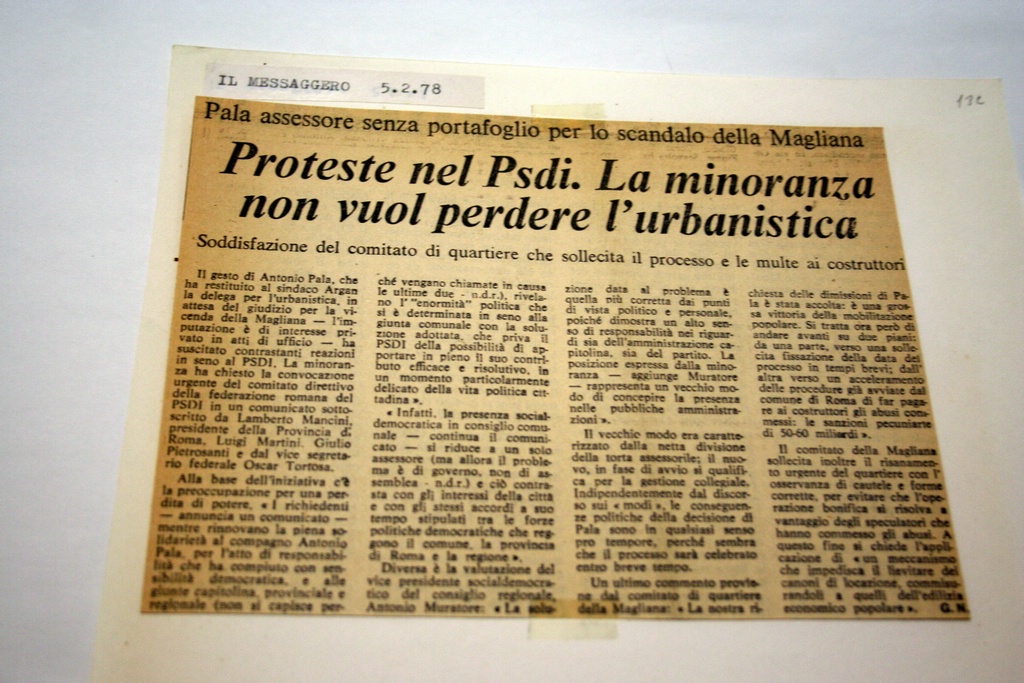 IL MESSAGGERO 5.2.78
132
Pala assessore senza portafoglio per lo scandalo della Magliana
Proteste nel Psdi. La minoranza
non vuol perdere l'urbanistica
Soddisfazione del comitato di quartiere che sollecita il processo e le multe ai costruttori
Il gesto di Antonio Pala, che
ha restituito al sindaco Argan
la delega per l'urbanistica, in
attesa del giudizio per la vi-
cenda della Magliana — l'im-
putazione è di interesse pri-
vato in atti di ufficio — ha
suscitato contrastanti reazioni
in seno al PSDI. La minoran-
za ha chiesto la convocazione
urgente del comitato direttivo
della federazione romana del
PSDI in un comunicato sotto-
scritto da Lamberto Mancini,
presidente della Provincia di
Roma, Luigi Martini, Giulio
Pietrosanti e dal vice segreta-
rio federale Oscar Tortosa.
Alla base dell'iniziativa c'è
la preoccupazione per una per-
dita di potere. « I richiedenti
— annuncia un comunicato —
mentre rinnovano la piena so-
lidarietà al compagno Antonio
Pala, per l'atto di responsabi-
lità che ha compiuto con sen-
sibilità democratica, e alle
giunte capitolina, provinciale e
regionale (non si capisce per-
ché vengano chiamate in causa
le ultime due - n.d.r.), rivela-
no l'"enormità" politica che
si è determinata in seno alla
giunta comunale con la solu-
zione adottata, che priva il
PSDI della possibilità di ap-
portare in pieno il suo contri-
buto efficace e risolutivo, in
un momento particolarmente
delicato della vita politica cit-
tadina ».
« Infatti, la presenza social-
democratica in consiglio comu-
nale — continua il comuni-
cato — si riduce a un solo
assessore (ma allora il proble-
ma è di governo, non di as-
semblea - n.d.r.) e ciò contra-
sta con gli interessi della città
e con gli stessi accordi a suo
tempo stipulati tra le forze
politiche democratiche che reg-
gono il comune, la provincia
di Roma e la regione ».
Diversa è la valutazione del
vice presidente socialdemocra-
tico del consiglio regionale,
Antonio Muratore: « La solu-
zione data al problema è
quella più corretta dai punti
di vista politico e personale,
poiché dimostra un alto sen-
so di responsabilità nei riguar-
di sia dell'amministrazione ca-
pitolina, sia del partito. La
posizione espressa dalla mino-
ranza — aggiunge Muratore
— rappresenta un vecchio mo-
do di concepire la presenza
nelle pubbliche amministra-
zioni ».
Il vecchio modo era caratte-
rizzato dalla netta divisione
della torta assessorile; il nuo-
vo, in fase di avvio si qualifi-
ca per la gestione collegiale.
Indipendentemente dal discor-
so sui « modi », le conseguen-
ze politiche della decisione di
Pala sono in qualsiasi senso
pro tempore, perché sembra
che il processo sarà celebrato
entro breve tempo.
Un ultimo commento provie-
ne dal comitato di quartiere
della Magliana: « La nostra ri-
chiesta delle dimissioni di Pa-
la è stata accolta: è una gros-
sa vittoria della mobilitazione
popolare. Si tratta ora però di
andare avanti su due piani:
da una parte, verso una solle-
cita fissazione della data del
processo in tempi brevi; dall'
altra verso un acceleramento
delle procedure già avviate dal
comune di Roma di far paga-
re ai costruttori gli abusi com-
messi: le sanzioni pecuniarie
di 50-60 miliardi ».
Il comitato della Magliana
sollecita inoltre il risanamen-
to urgente del quartiere con l'
osservanza di cautele e forme
corrette, per evitare che l'ope-
razione bonifica si risolva a
vantaggio degli speculatori che
hanno commesso gli abusi. A
questo fine si chiede l'appli-
cazione di « un meccanismo
che impedisca il lievitare dei
canoni di locazione, commisu-
randoli a quelli dell'edilizia
economico popolare ». G. N.